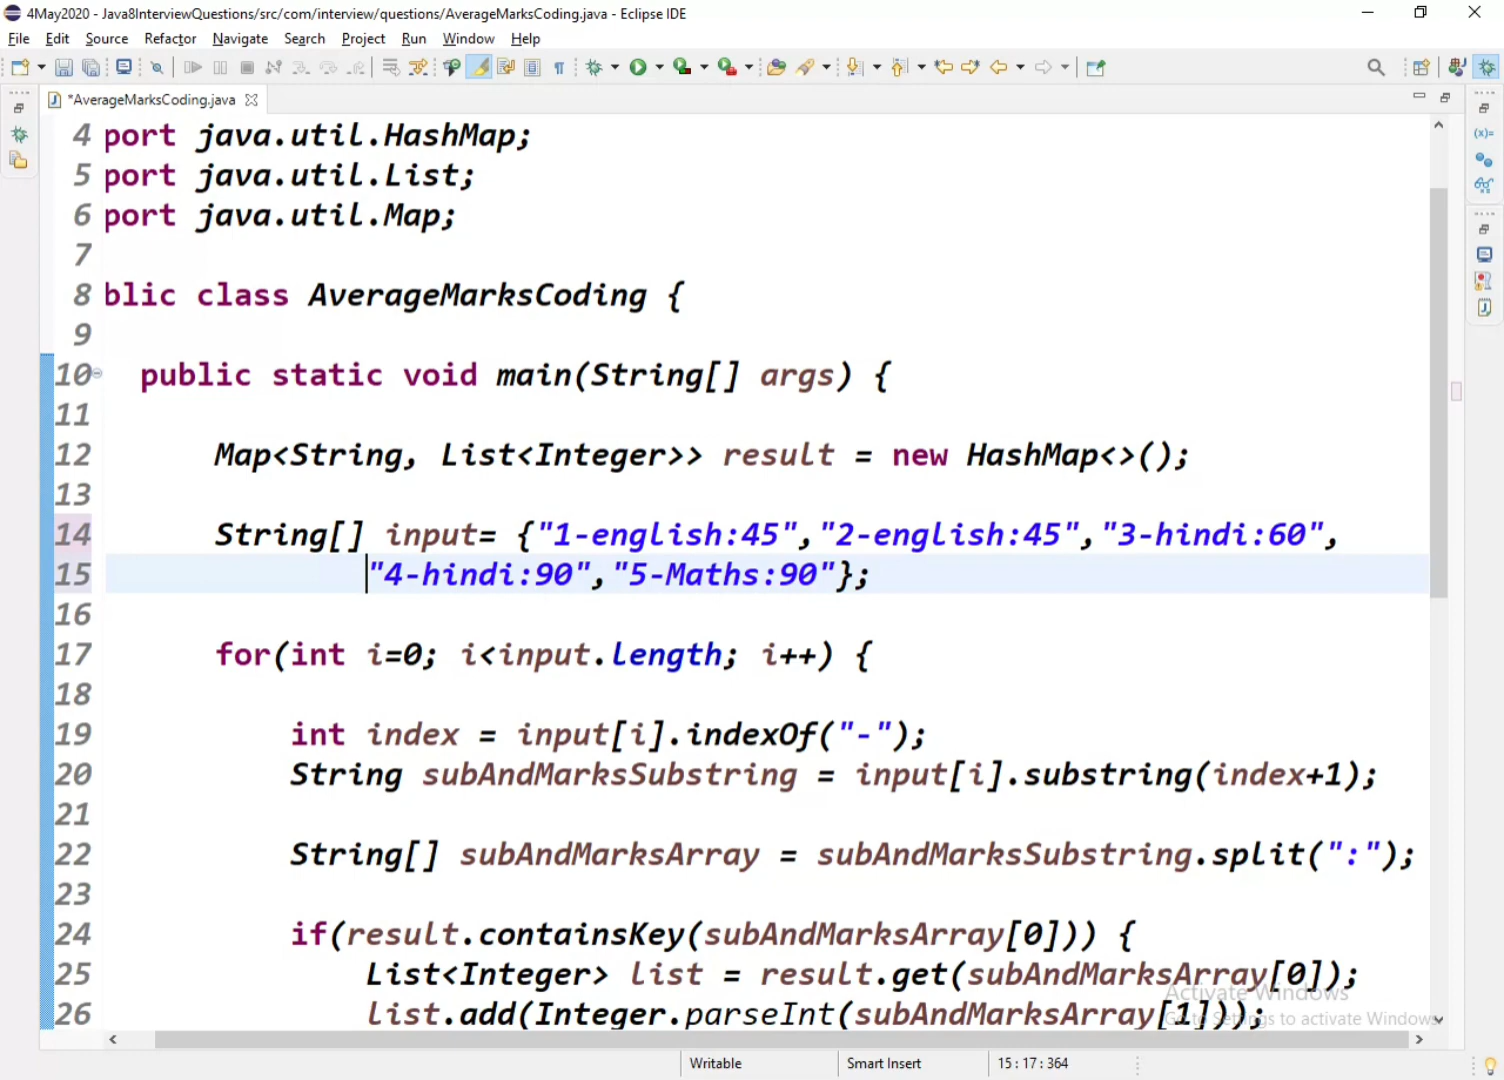 4May2020 - Java8InterviewQuestions/src/com/interview/questions/AverageMarksCoding.java - Eclipse IDE
File Edit Source Refactor Navigate Search Project Run Window Help
*AverageMarksCoding.java
4 port java.util.HashMap;
5 port java.util.List;
6 port java.util.Map;
7
8 blic class AverageMarksCoding {
9
10 public static void main(String[] args) {
11
12 Map<String, List<Integer>> result = new HashMap<>();
13
14 String[] input= {"1-english:45","2-english:45","3-hindi:60",
15 "4-hindi:90","5-Maths:90"};
16
17 for(int i=0; i<input.length; i++) {
18
19 int index = input[i].indexOf("-");
20 String subAndMarksSubstring = input[i].substring(index+1);
21
22 String[] subAndMarksArray = subAndMarksSubstring.split(":");
23
24 if(result.containsKey(subAndMarksArray[0])) {
25 List<Integer> list = result.get(subAndMarksArray[0]);
26 list.add(Integer.parseInt(subAndMarksArray[1]));
Activate Windows
Go to Settings to activate Windows.
Writable Smart Insert 15 : 17 : 364